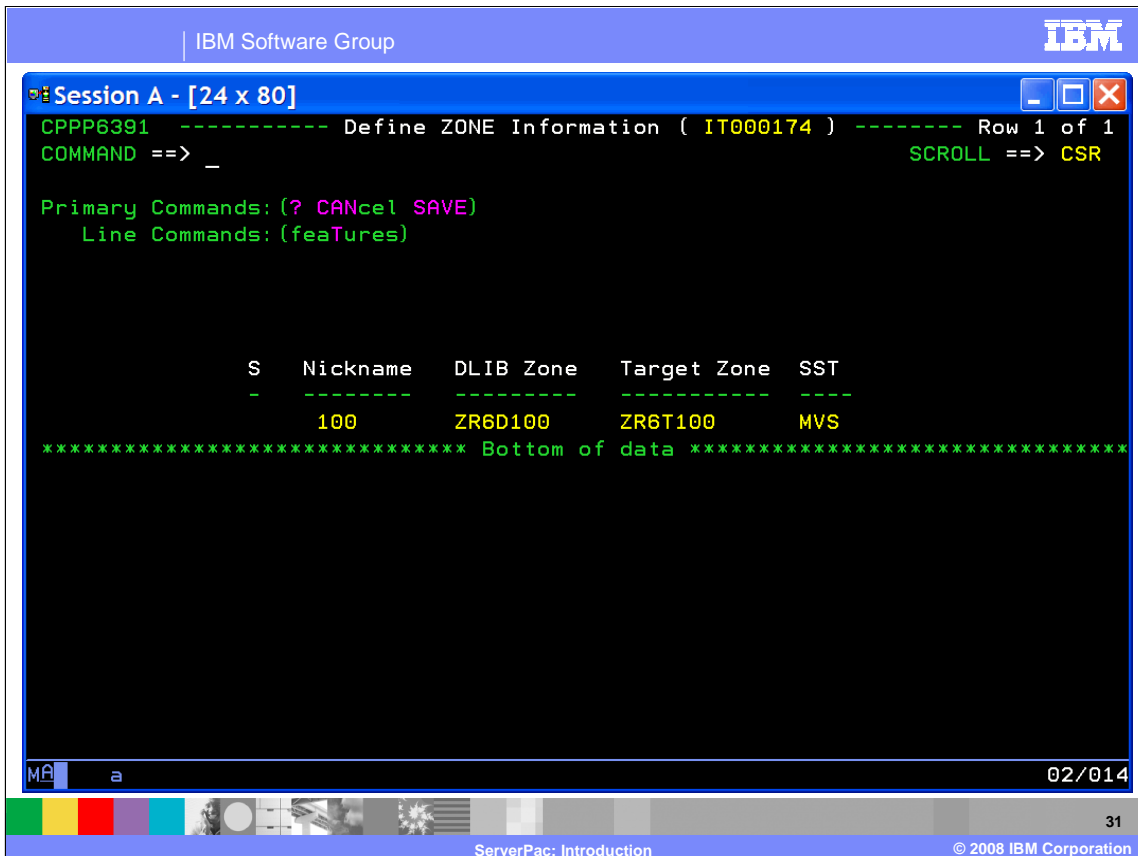 IBM Software Group
IBM
Session A - [24 x 80]
CPPP6391 ----------- Define ZONE Information ( IT000174 ) -------- Row 1 of 1
COMMAND ==> _ SCROLL ==> CSR
Primary Commands:(? CANcel SAVE)
Line Commands:(feaTures)
S Nickname DLIB Zone Target Zone SST
- -------- --------- ----------- ----
100 ZR6D100 ZR6T100 MVS
******************************* Bottom of data ********************************
MA a 02/014
31
ServerPac: Introduction © 2008 IBM Corporation